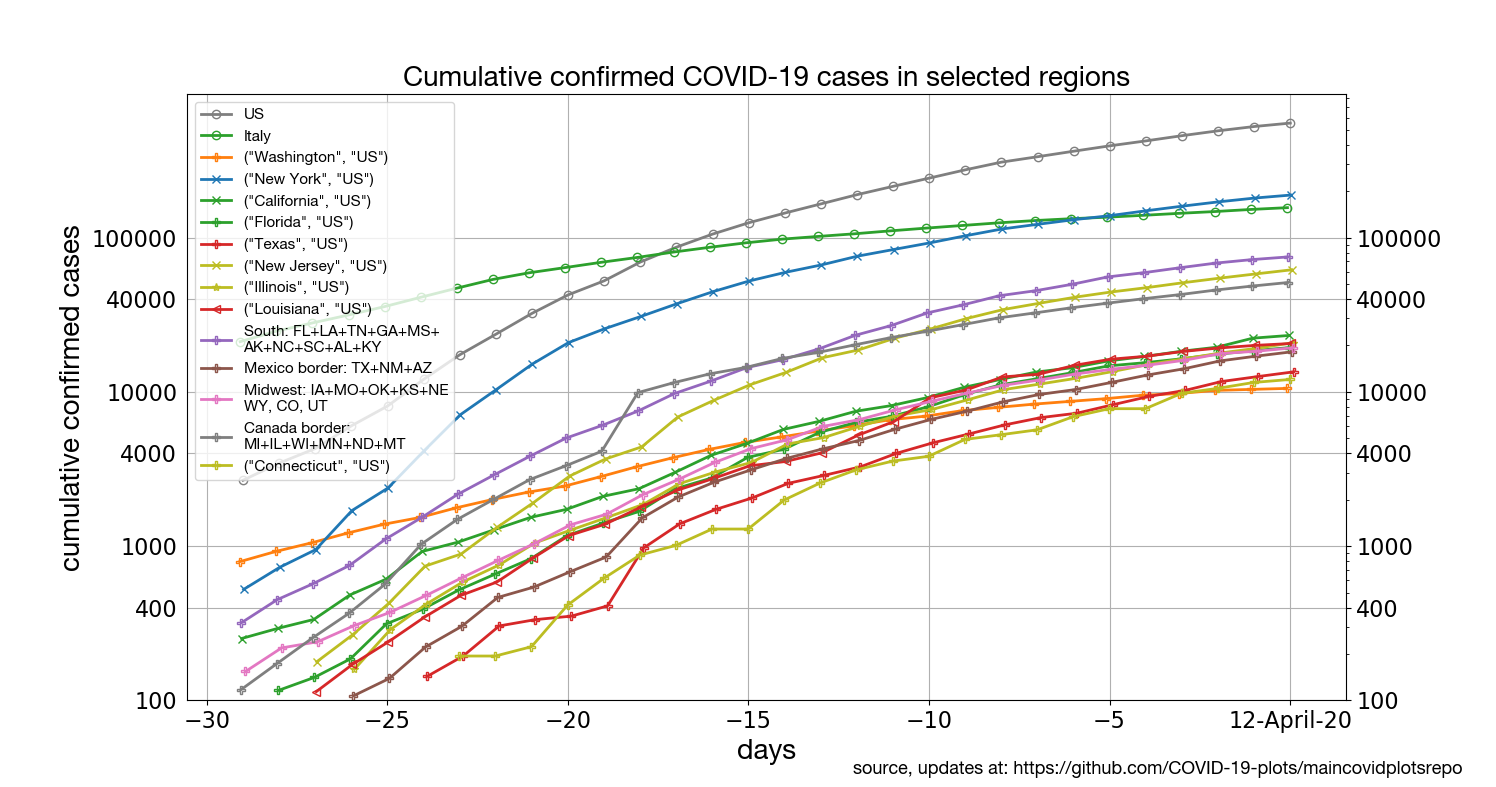 Cumulative confirmed COVID-19 cases in selected regions
US
Italy
("Washington", "US")
("New York", "US")
("California", "US")
("Florida", "US")
("Texas", "US")
("New Jersey", "US")
("Illinois", "US")
("Louisiana", "US")
South: FL+LA+TN+GA+MS+
AK+NC+SC+AL+KY
Mexico border: TX+NM+AZ
Midwest: IA+MO+OK+KS+NE
WY, CO, UT
Canada border:
MI+IL+WI+MN+ND+MT
("Connecticut", "US")
cumulative confirmed cases
100000
40000
10000
4000
1000
400
100
100000
40000
10000
4000
1000
400
100
−30 −25 −20 −15 −10 −5 12-April-20
days
source, updates at: https://github.com/COVID-19-plots/maincovidplotsrepo